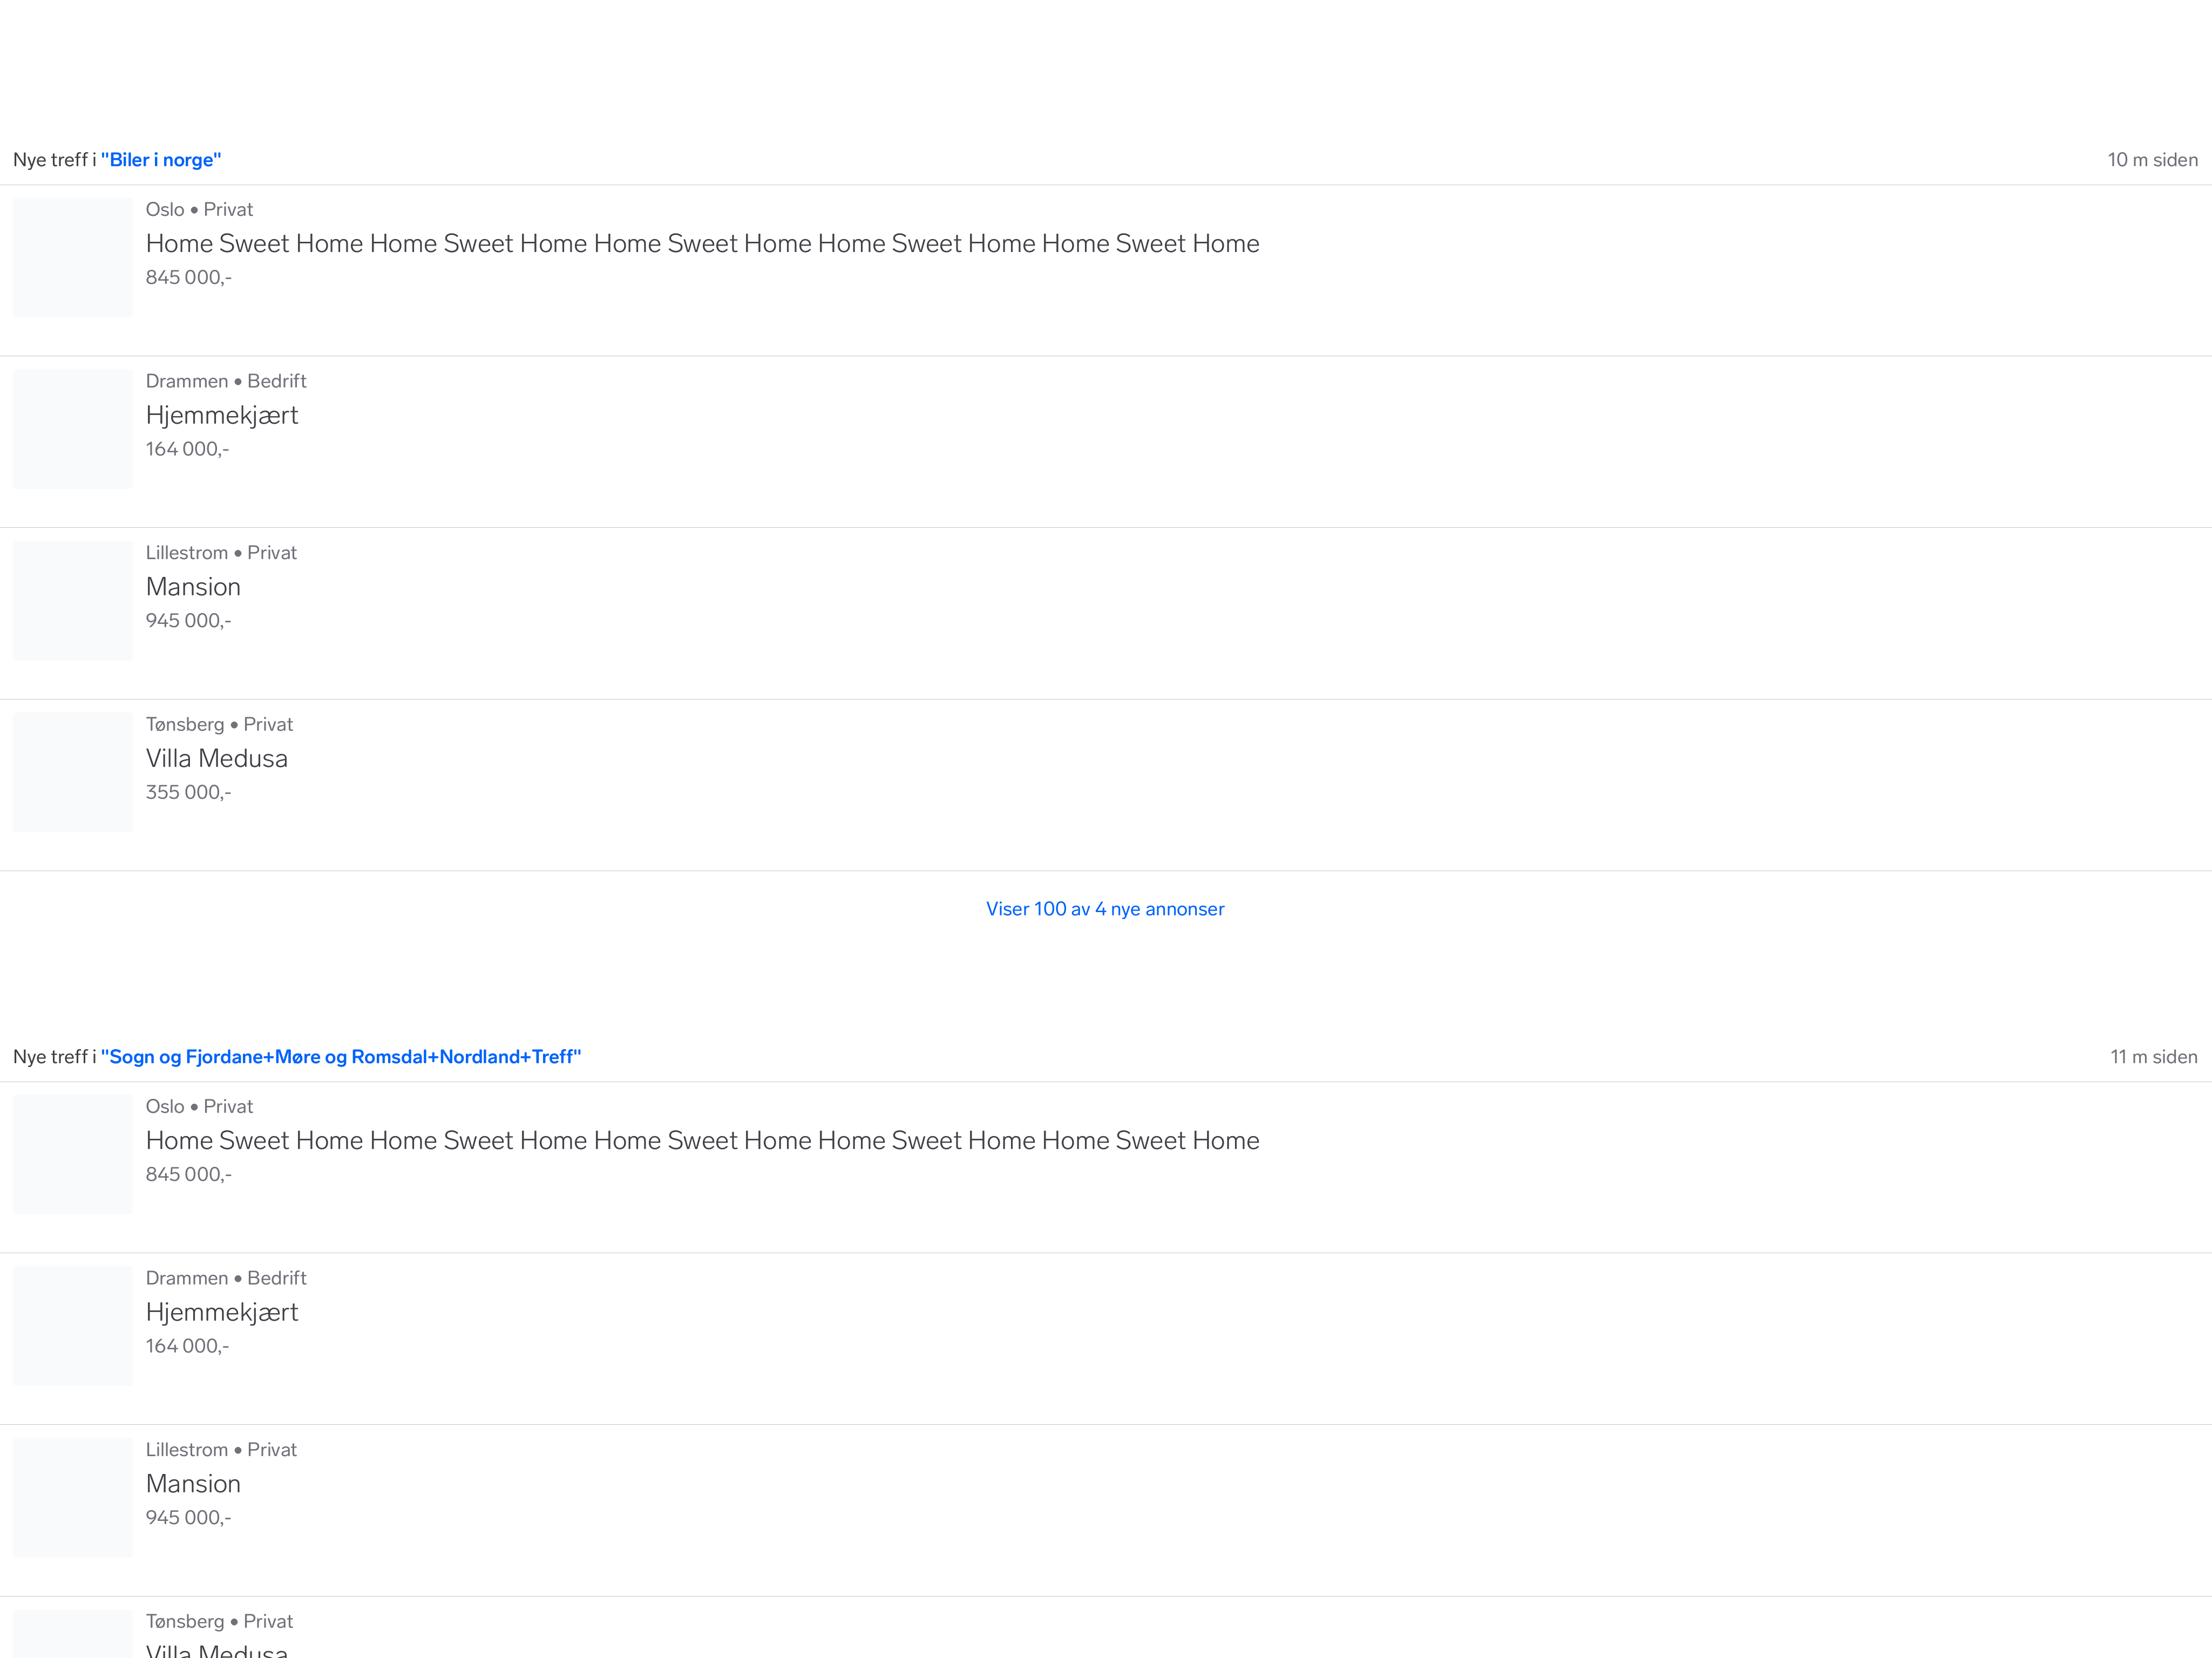 Nye treff i "Biler i norge" 10 m siden
Oslo • Privat
Home Sweet Home Home Sweet Home Home Sweet Home Home Sweet Home Home Sweet Home
845 000,-
Drammen • Bedrift
Hjemmekjært
164 000,-
Lillestrom • Privat
Mansion
945 000,-
Tønsberg • Privat
Villa Medusa
355 000,-
Viser 100 av 4 nye annonser
Nye treff i "Sogn og Fjordane+Møre og Romsdal+Nordland+Treff" 11 m siden
Oslo • Privat
Home Sweet Home Home Sweet Home Home Sweet Home Home Sweet Home Home Sweet Home
845 000,-
Drammen • Bedrift
Hjemmekjært
164 000,-
Lillestrom • Privat
Mansion
945 000,-
Tønsberg • Privat
Villa Medusa